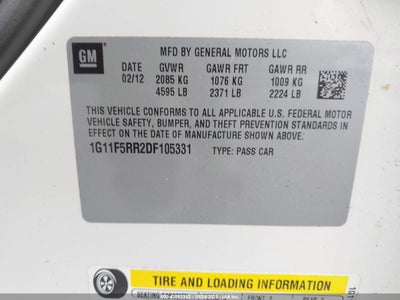 GM
MFD BY GENERAL MOTORS LLC
DATE GVWR GAWR FRT GAWR RR
02/12 2085 KG 1076 KG 1009 KG
4595 LB 2371 LB 2224 LB
THIS VEHICLE CONFORMS TO ALL APPLICABLE U.S. FEDERAL MOTOR
VEHICLE SAFETY, BUMPER, AND THEFT PREVENTION STANDARDS IN
EFFECT ON THE DATE OF MANUFACTURE SHOWN ABOVE.
1G11F5RR2DF105331
TYPE: PASS CAR
TIRE AND LOADING INFORMATION